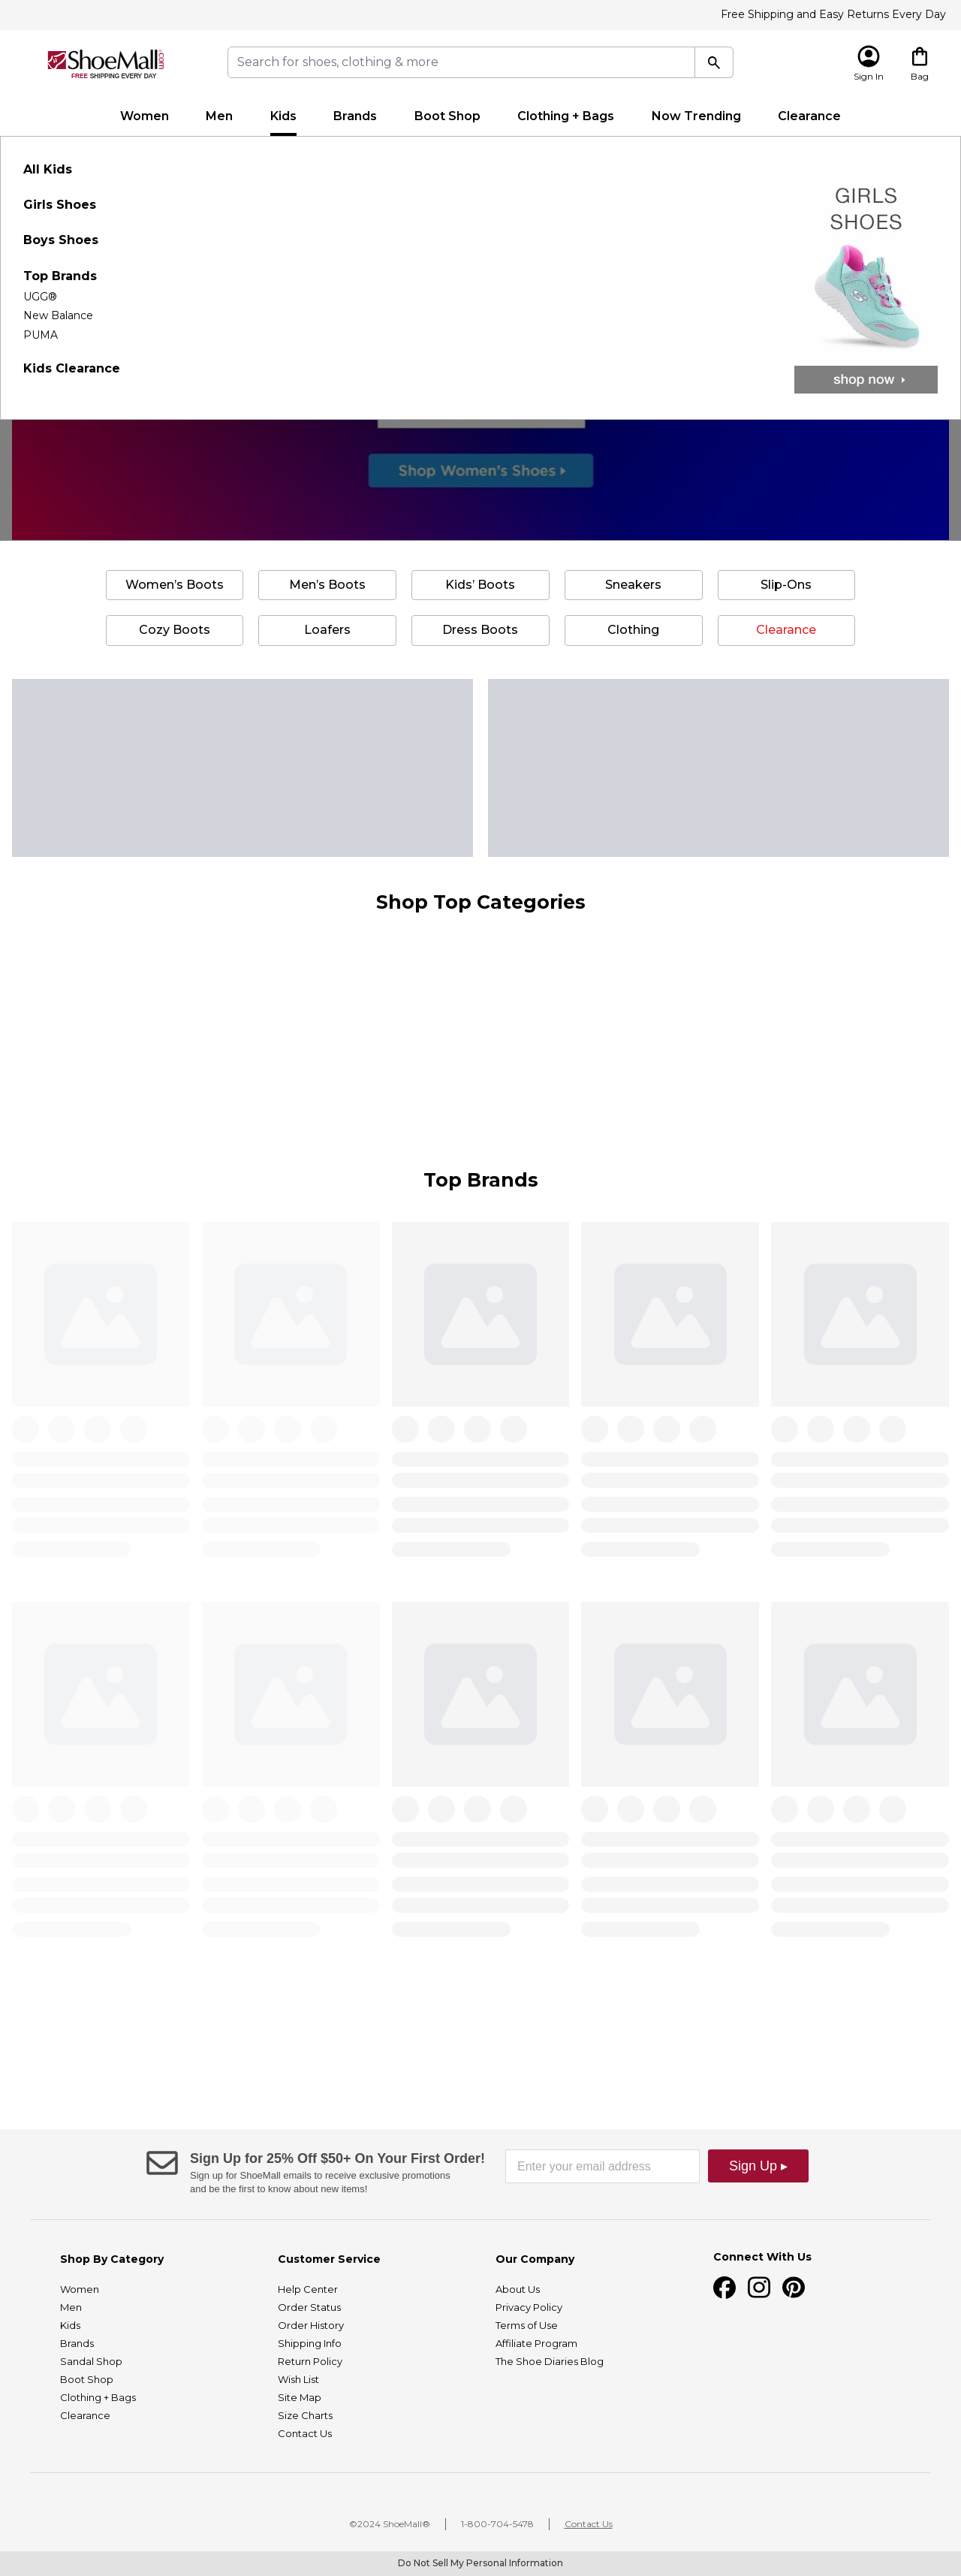 Free Shipping and Easy Returns Every Day
ShoeMall.com
FREE SHIPPING EVERY DAY
Search for shoes, clothing & more
Sign In
Bag
Women
Men
Kids
Brands
Boot Shop
Clothing + Bags
Now Trending
Clearance
All Kids
Girls Shoes
Boys Shoes
Top Brands
UGG®
New Balance
PUMA
Kids Clearance
GIRLS
SHOES
shop now
Shop Women's Shoes
Women's Boots
Men's Boots
Kids' Boots
Sneakers
Slip-Ons
Cozy Boots
Loafers
Dress Boots
Clothing
Clearance
Shop Top Categories
Top Brands
Sign Up for 25% Off $50+ On Your First Order!
Sign up for ShoeMall emails to receive exclusive promotions
and be the first to know about new items!
Enter your email address
Sign Up ▸
Shop By Category
Women
Men
Kids
Brands
Sandal Shop
Boot Shop
Clothing + Bags
Clearance
Customer Service
Help Center
Order Status
Order History
Shipping Info
Return Policy
Wish List
Site Map
Size Charts
Contact Us
Our Company
About Us
Privacy Policy
Terms of Use
Affiliate Program
The Shoe Diaries Blog
Connect With Us
©2024 ShoeMall®
1-800-704-5478
Contact Us
Do Not Sell My Personal Information